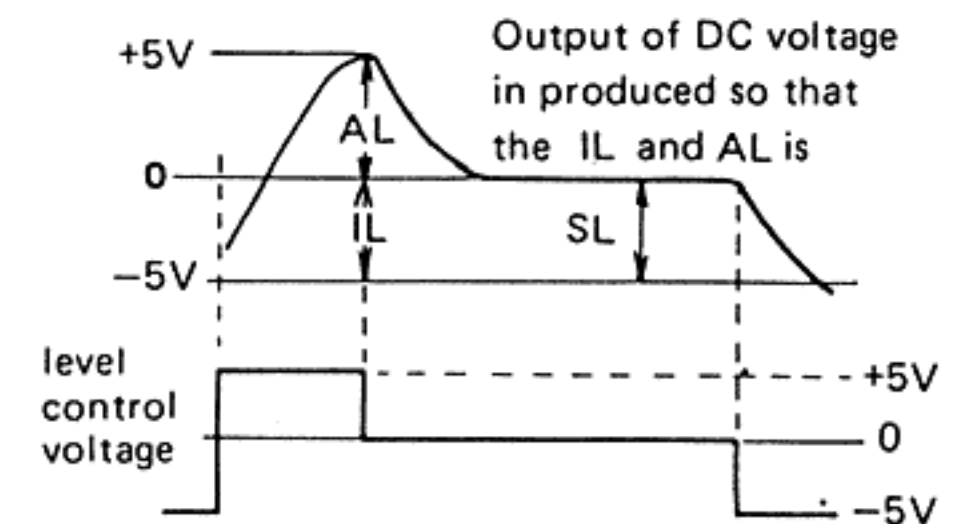 +5V
Output of DC voltage
in produced so that
the IL and AL is
AL
0
IL
SL
−5V
level
control
voltage
+5V
0
−5V